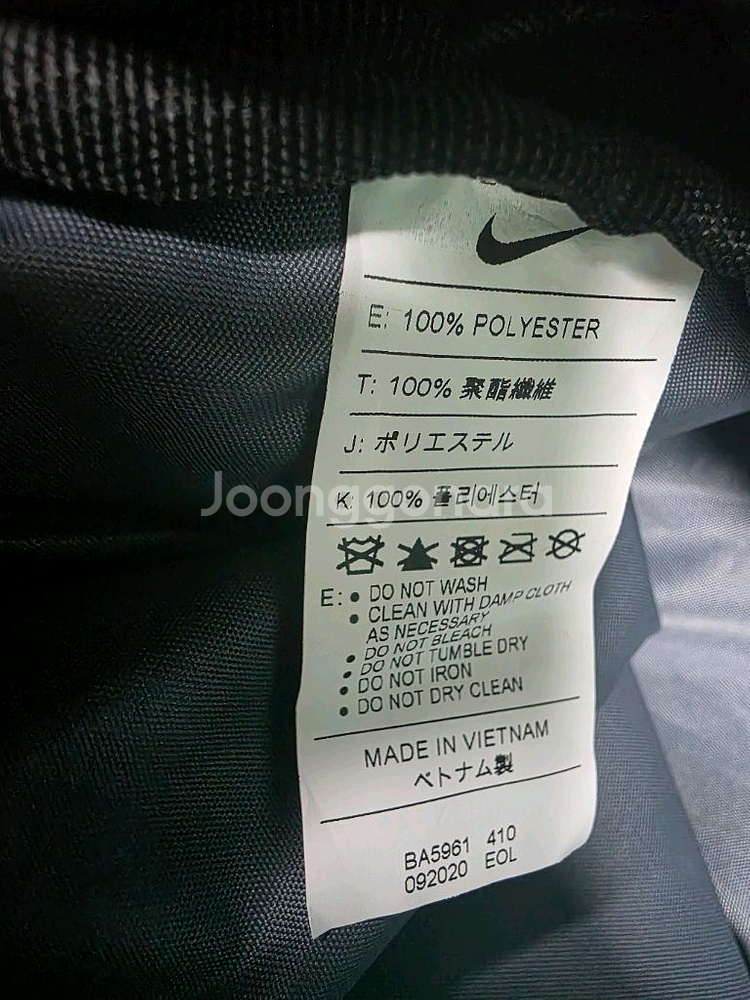 E: 100% POLYESTER
T: 100% 聚酯纖維
J: ポリエステル
K: 100% 폴리에스터
Joonggonara
E: • DO NOT WASH
• CLEAN WITH DAMP CLOTH
AS NECESSARY
• DO NOT BLEACH
• DO NOT TUMBLE DRY
• DO NOT IRON
• DO NOT DRY CLEAN
MADE IN VIETNAM
ベトナム製
BA5961 410
092020 EOL